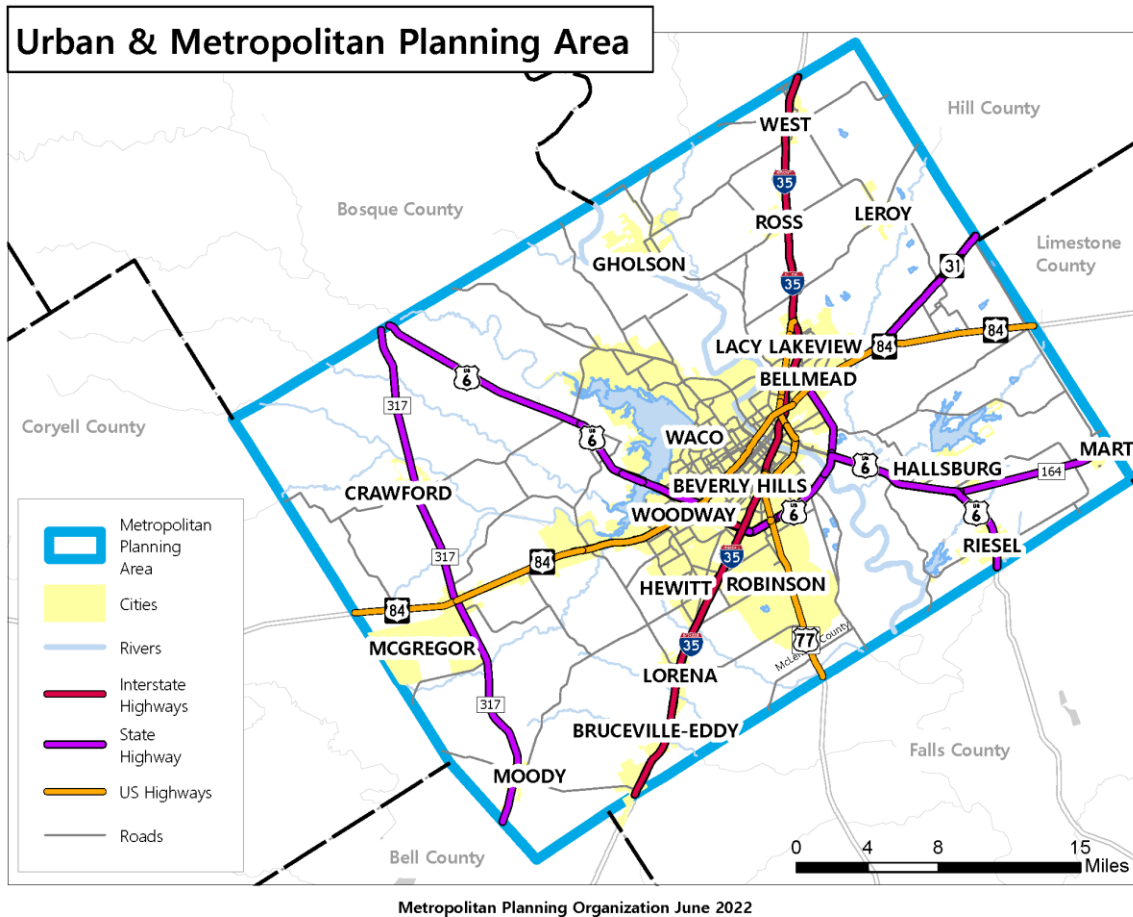 Urban & Metropolitan Planning Area
Hill County
WEST
35
Bosque County
LEROY
ROSS
Limestone
County
GHOLSON
31
35
84
84
LACY LAKEVIEW
6
BELLMEAD
317
Coryell County
US
6
WACO
MART
US
6
HALLSBURG
164
BEVERLY HILLS
CRAWFORD
WOODWAY
US
6
US
6
RIESEL
35
317
84
HEWITT
ROBINSON
84
77
35
MCGREGOR
LORENA
317
BRUCEVILLE-EDDY
Falls County
MOODY
Bell County
Metropolitan
Planning
Area
Cities
Rivers
Interstate
Highways
State
Highway
US Highways
Roads
0 4 8 15
Miles
Metropolitan Planning Organization June 2022